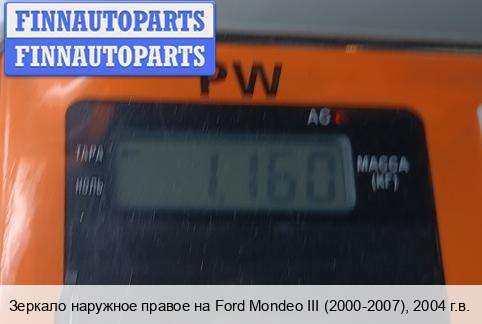 FINNAUTOPARTS
FINNAUTOPARTS
PW
AC
ТАРА
НОЛЬ
1.160
МАССА
(КГ)
Зеркало наружное правое на Ford Mondeo III (2000-2007), 2004 г.в.